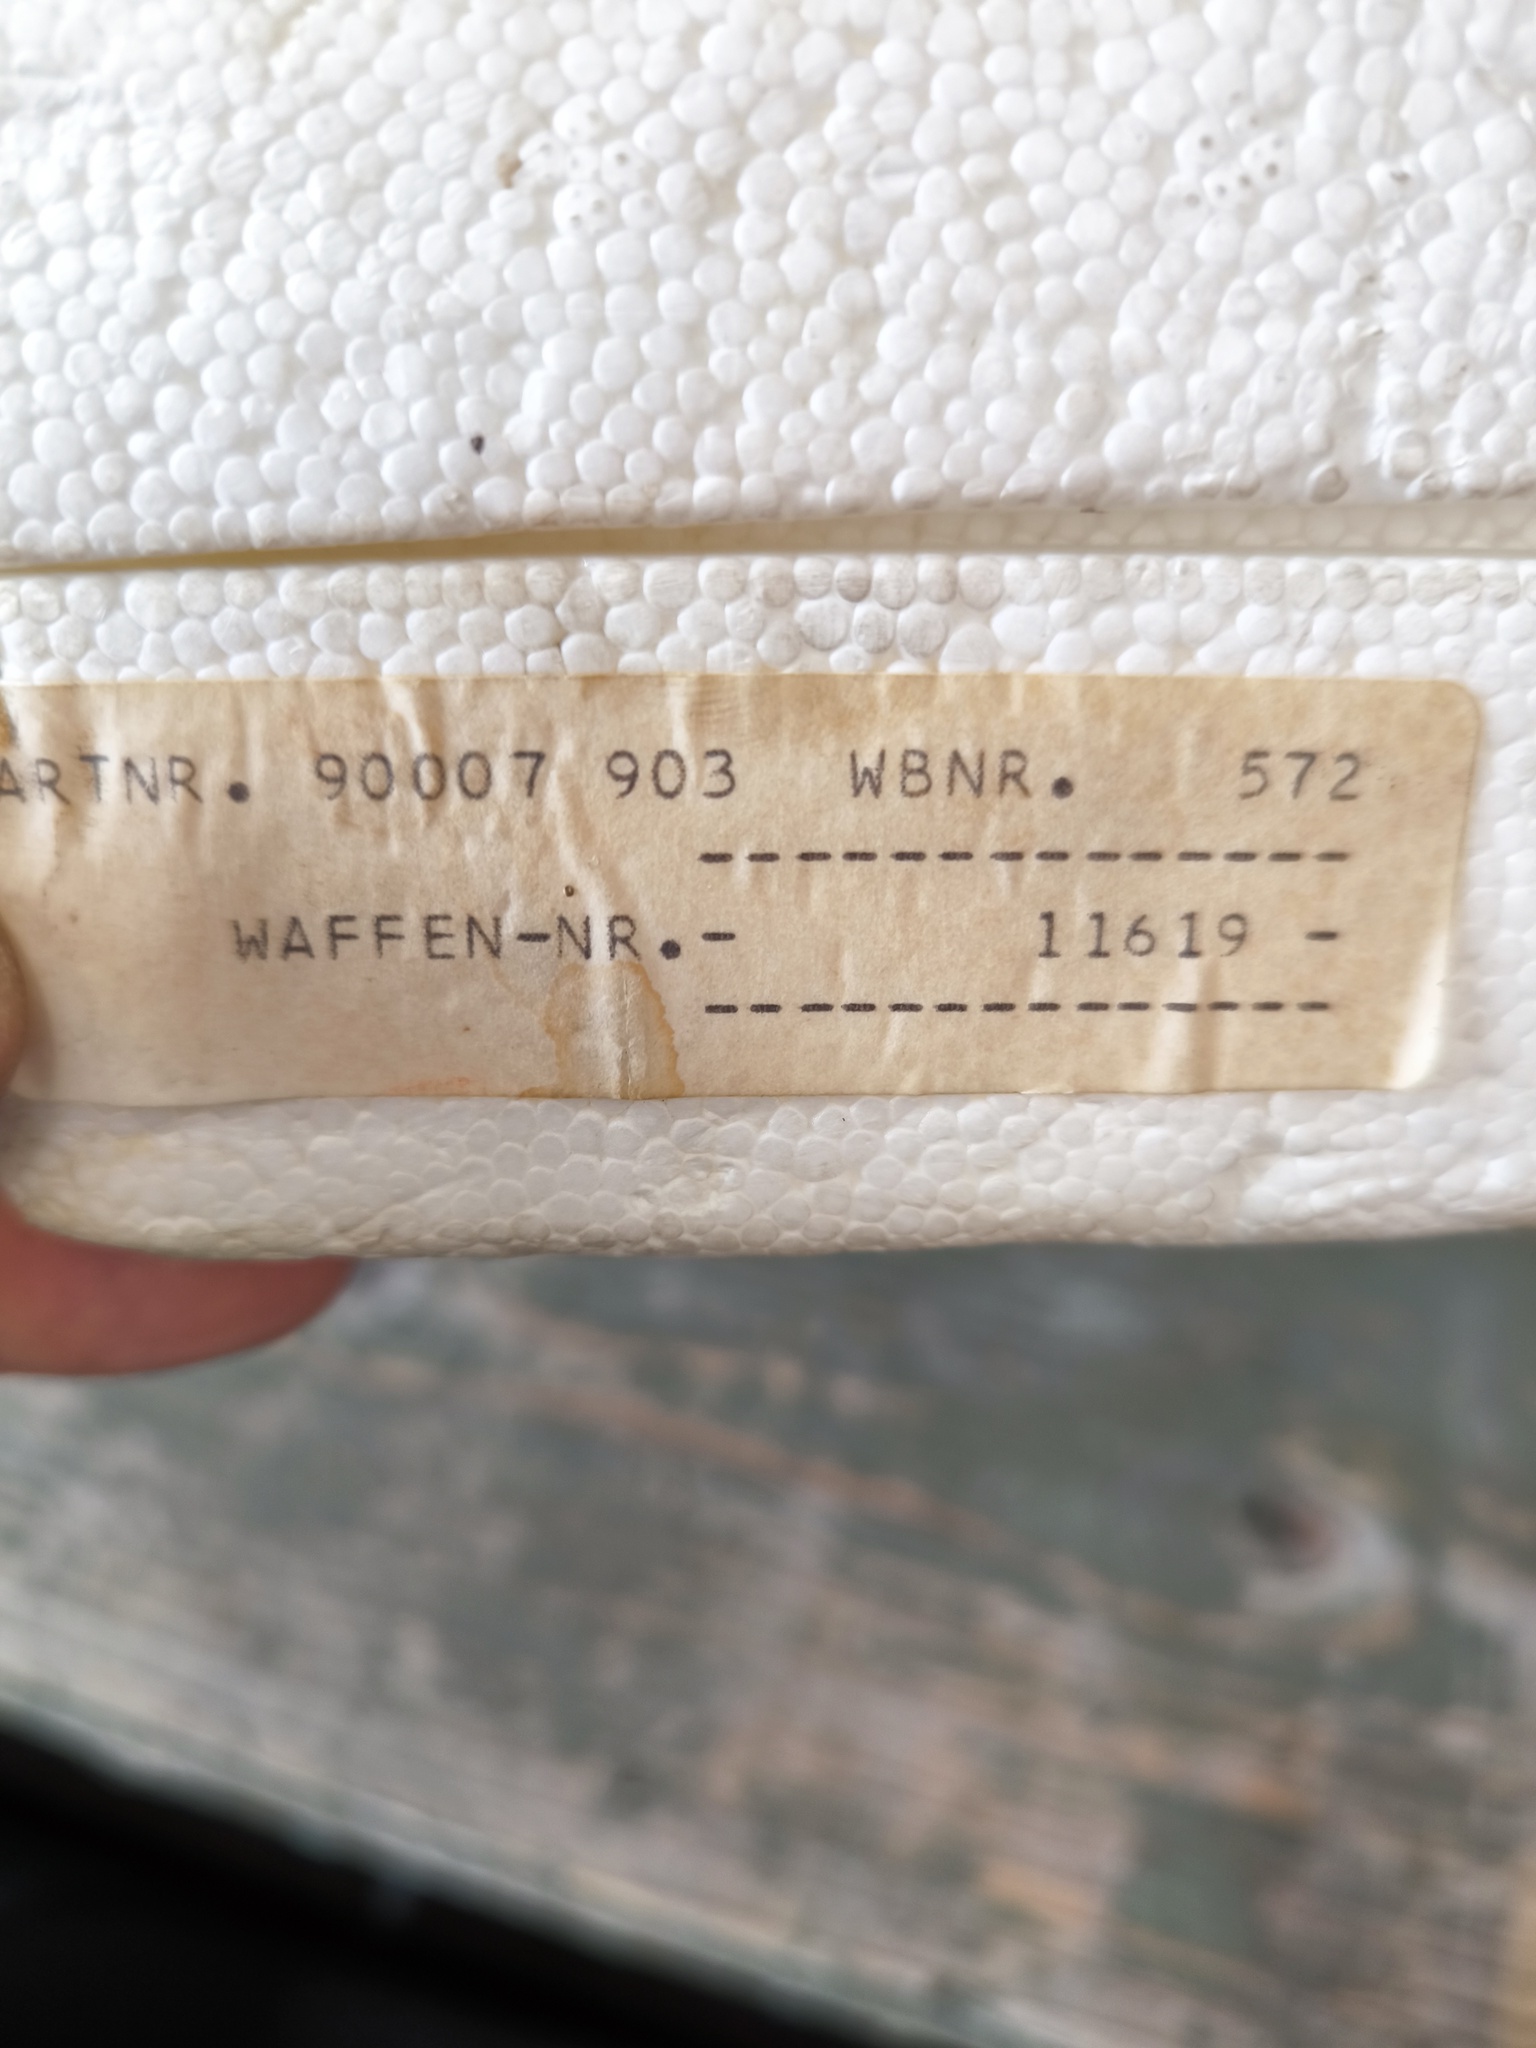 ARTNR. 90007 903 WBNR. 572
--------------
WAFFEN-NR.- 11619 -
--------------